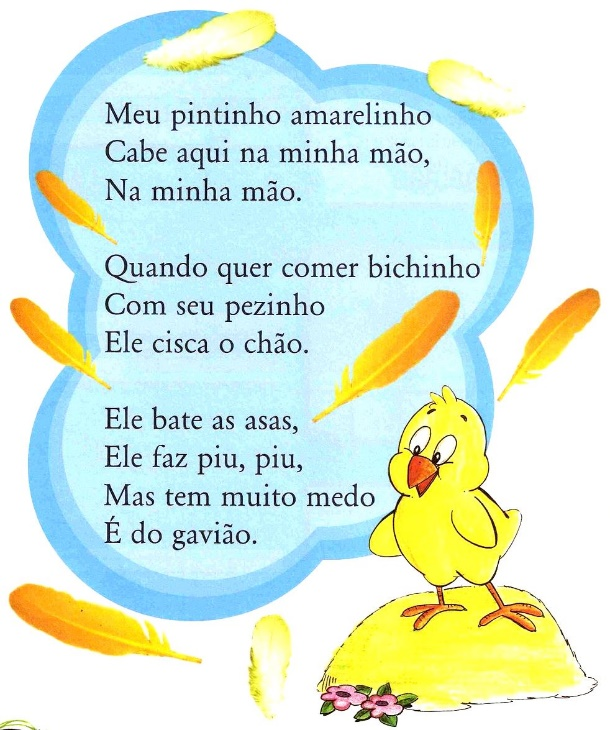 Meu pintinho amarelinho
Cabe aqui na minha mão,
Na minha mão.
Quando quer comer bichinho
Com seu pezinho
Ele cisca o chão.
Ele bate as asas,
Ele faz piu, piu,
Mas tem muito medo
É do gavião.